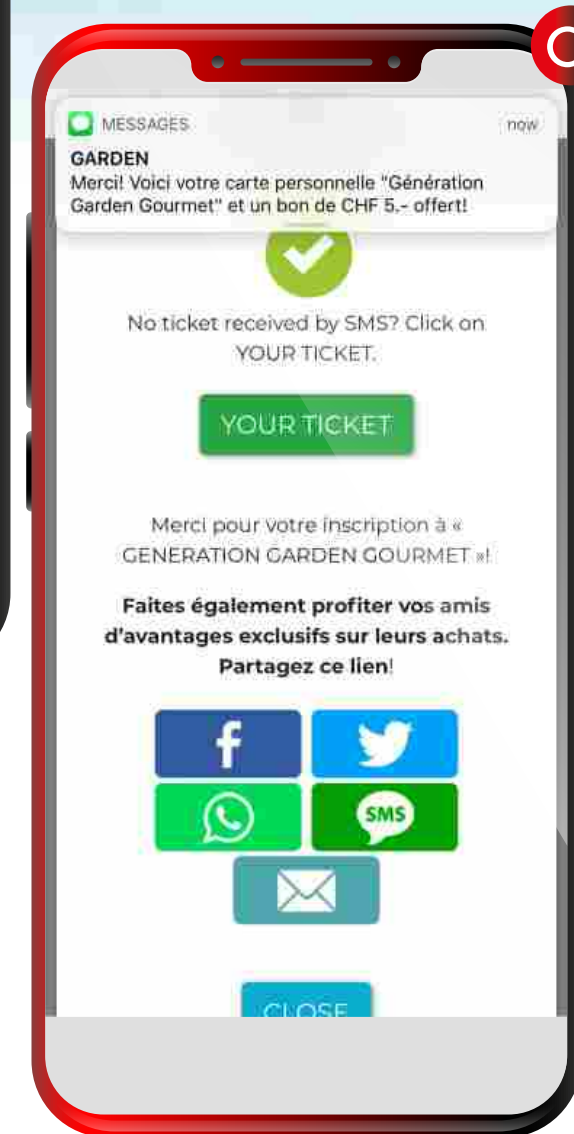 MESSAGES
now
GARDEN
Merci! Voici votre carte personnelle "Génération
Garden Gourmet" et un bon de CHF 5.- offert!
No ticket received by SMS? Click on
YOUR TICKET.
YOUR TICKET
Merci pour votre inscription à «
GENERATION GARDEN GOURMET »!
Faites également profiter vos amis
d'avantages exclusifs sur leurs achats.
Partagez ce lien!
SMS
CLOSE